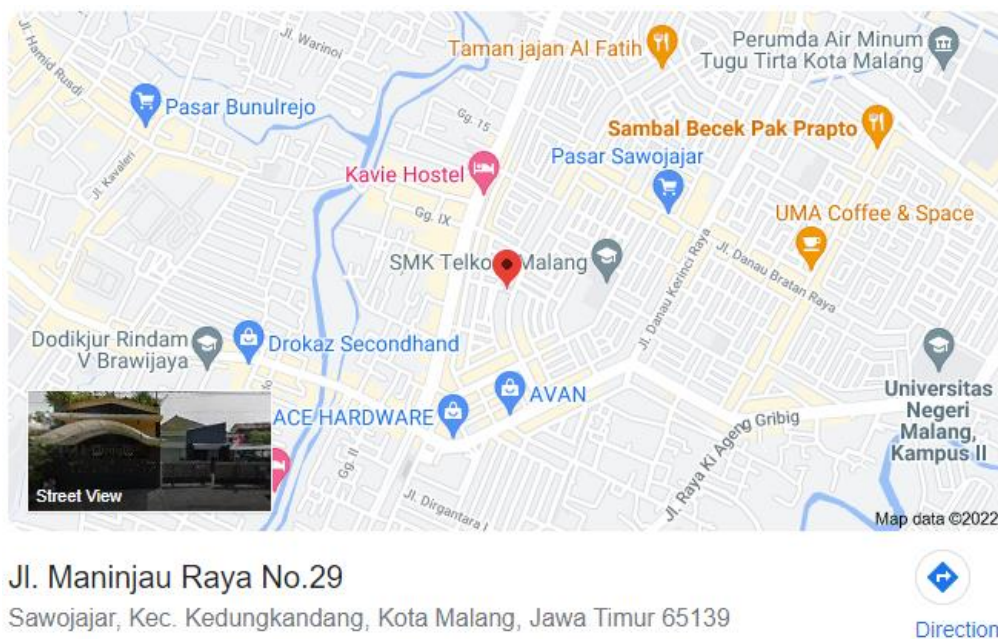 Jl. Hamid Rusdi
Jl. Warinoi
Taman jajan Al Fatih
Perumda Air Minum
Tugu Tirta Kota Malang
Pasar Bunulrejo
Gg. 15
Sambal Becek Pak Prapto
Jl. Kavaleri
Kavie Hostel
Pasar Sawojajar
Gg. IX
UMA Coffee & Space
SMK Telko Malang
Jl. Danau Kerinci Raya
Jl. Danau Bratan Raya
Dodikjur Rindam
V Brawijaya
Drokaz Secondhand
Universitas
Negeri
Malang,
Kampus II
AVAN
ACE HARDWARE
Jl. Raya Ki Ageng Gribig
Gg. II
Street View
Jl. Dirgantara I
Map data ©2022
Jl. Maninjau Raya No.29
Sawojajar, Kec. Kedungkandang, Kota Malang, Jawa Timur 65139
Direction